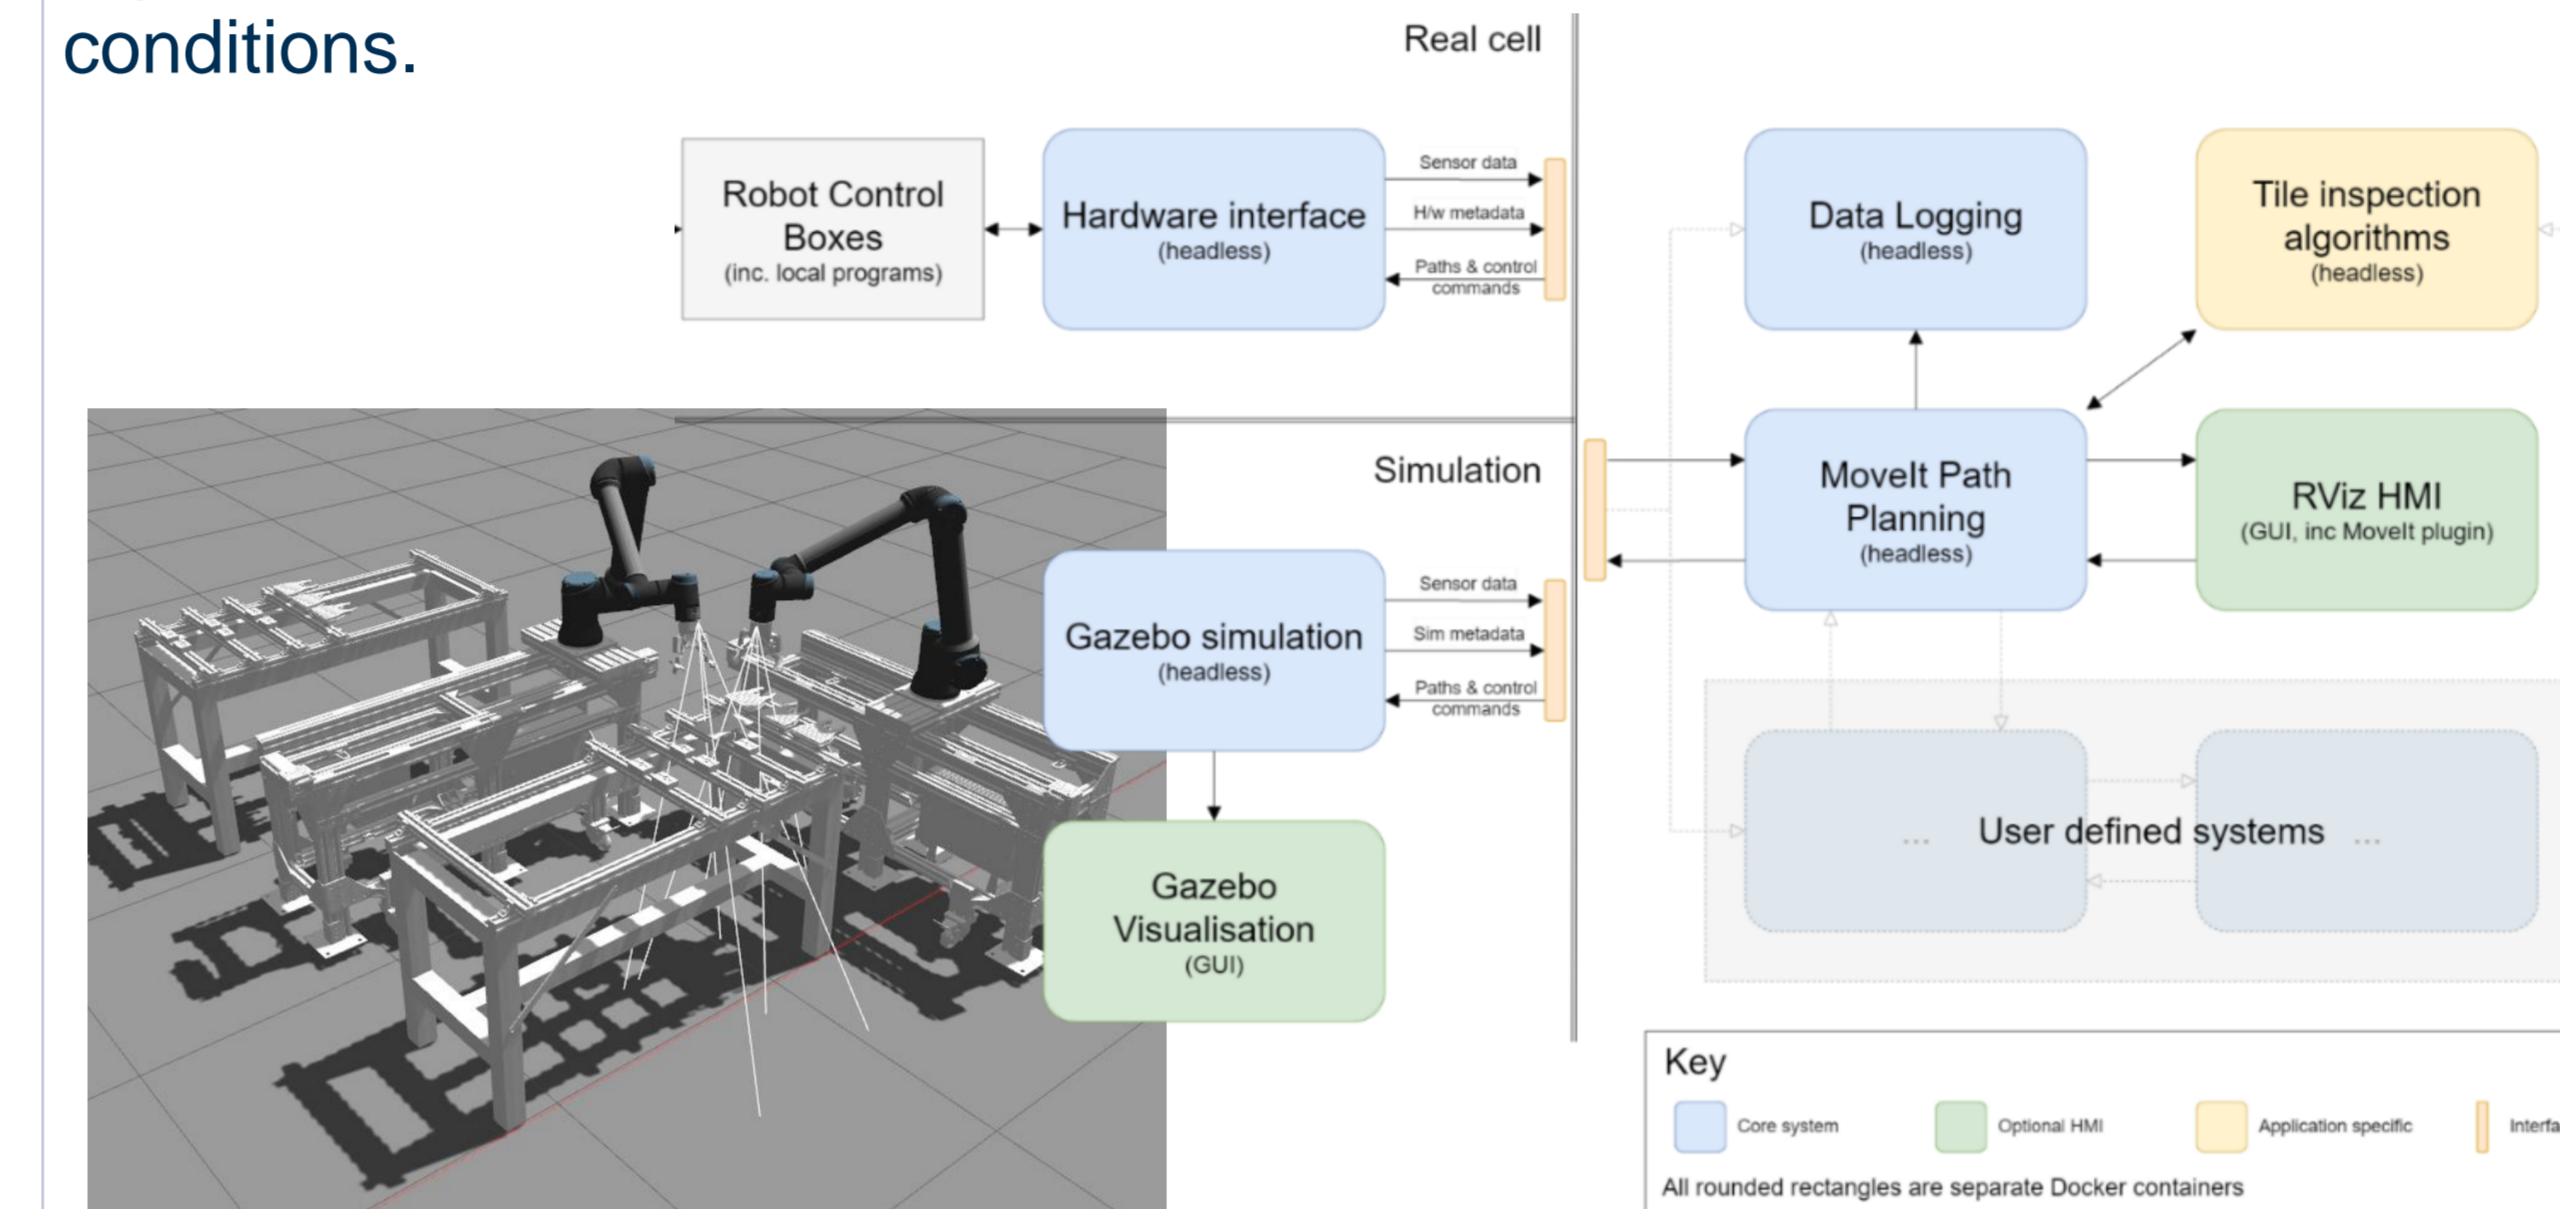 conditions.
Real cell
Robot Control
Boxes
(inc. local programs)
Hardware interface
(headless)
Sensor data
H/w metadata
Paths & control
commands
Data Logging
(headless)
Tile inspection
algorithms
(headless)
Simulation
MoveIt Path
Planning
(headless)
RViz HMI
(GUI, inc MoveIt plugin)
Gazebo simulation
(headless)
Sensor data
Sim metadata
Paths & control
commands
Gazebo
Visualisation
(GUI)
... User defined systems ...
Key
Core system
Optional HMI
Application specific
Interfa
All rounded rectangles are separate Docker containers